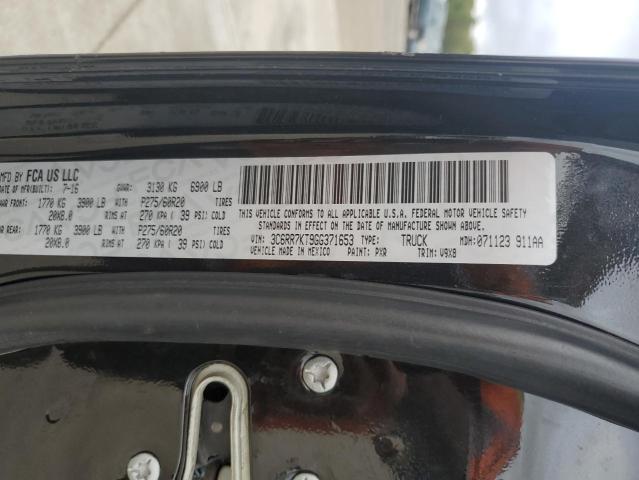 MFD BY FCA US LLC
DATE OF MFR(BUILT): 7-16 GVWR: 3130 KG 6900 LB
GAWR FRONT: 1770 KG 3900 LB WITH P275/60R20 TIRES
20X8.0 RIMS AT 270 KPA ( 39 PSI) COLD
GAWR REAR: 1770 KG 3900 LB WITH P275/60R20 TIRES
20X8.0 RIMS AT 270 KPA ( 39 PSI) COLD
THIS VEHICLE CONFORMS TO ALL APPLICABLE U.S.A. FEDERAL MOTOR VEHICLE SAFETY
STANDARDS IN EFFECT ON THE DATE OF MANUFACTURE SHOWN ABOVE.
VIN: 3C6RR7KT9GG371653 TYPE: TRUCK MDH: 071123 911AA
VEHICLE MADE IN MEXICO PAINT: PXR TRIM: V9X8